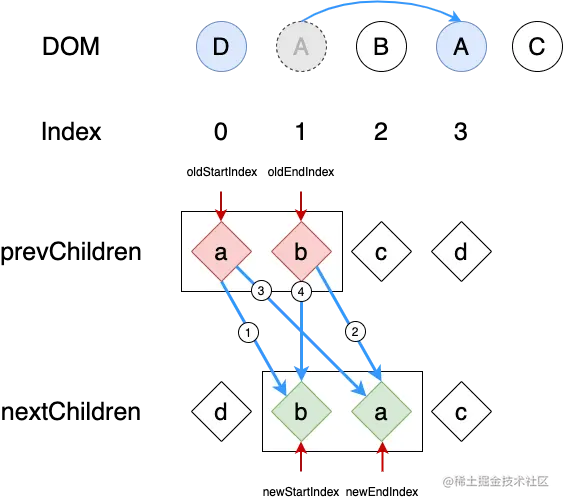 DOM D A B A C
Index 0 1 2 3
oldStartIndex oldEndIndex
prevChildren a b c d
3 4
1 2
nextChildren d b a c
@稀土掘金技术社区
newStartIndex newEndIndex